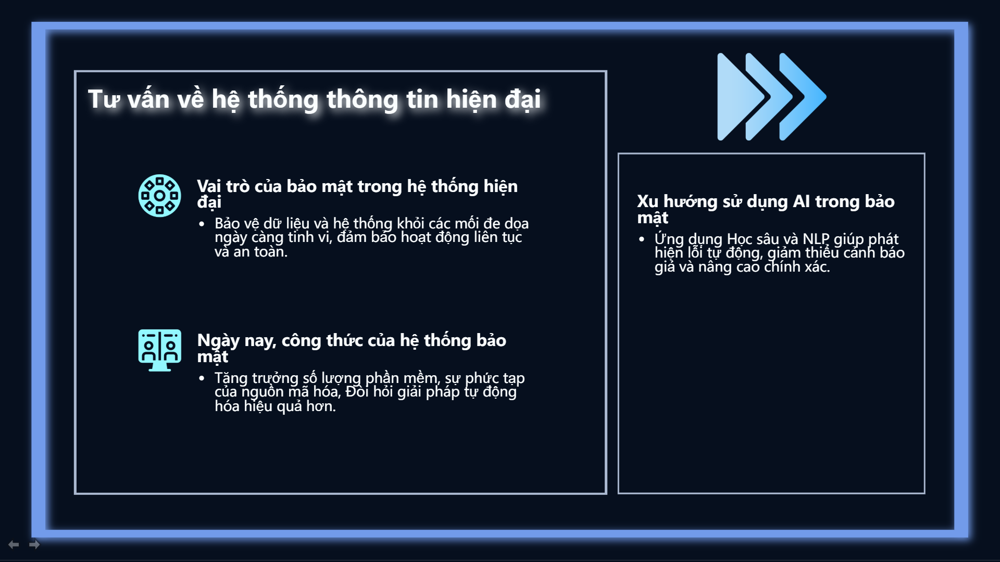 Tư vấn về hệ thống thông tin hiện đại
Vai trò của bảo mật trong hệ thống hiện
đại
• Bảo vệ dữ liệu và hệ thống khỏi các mối đe dọa
ngày càng tinh vi, đảm bảo hoạt động liên tục
và an toàn.
Ngày nay, công thức của hệ thống bảo
mật
• Tăng trưởng số lượng phần mềm, sự phức tạp
của nguồn mã hóa, Đòi hỏi giải pháp tự động
hóa hiệu quả hơn.
Xu hướng sử dụng AI trong bảo
mật
• Ứng dụng Học sâu và NLP giúp phát
hiện lỗi tự động, giảm thiểu cảnh báo
giả và nâng cao chính xác.